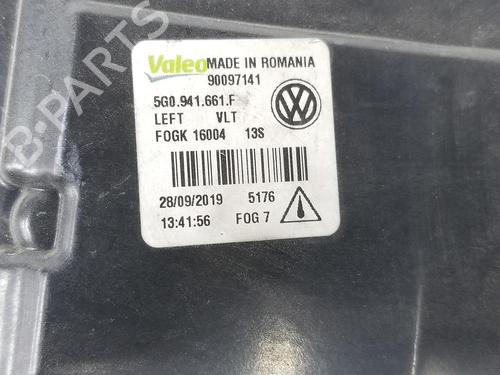 B-PARTS
Valeo MADE IN ROMANIA
90097141
5G0.941.661.F
LEFT VLT
FOGK 16004 13S
28/09/2019 5176
13:41:56 FOG 7